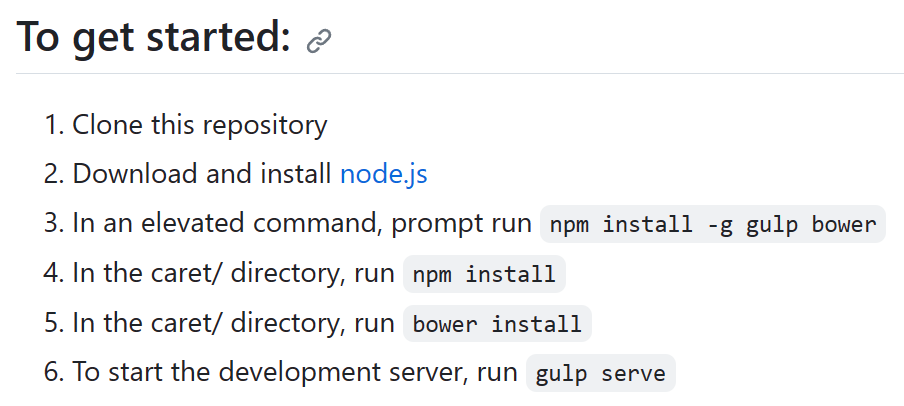 To get started:
1. Clone this repository
2. Download and install node.js
3. In an elevated command, prompt run npm install -g gulp bower
4. In the caret/ directory, run npm install
5. In the caret/ directory, run bower install
6. To start the development server, run gulp serve